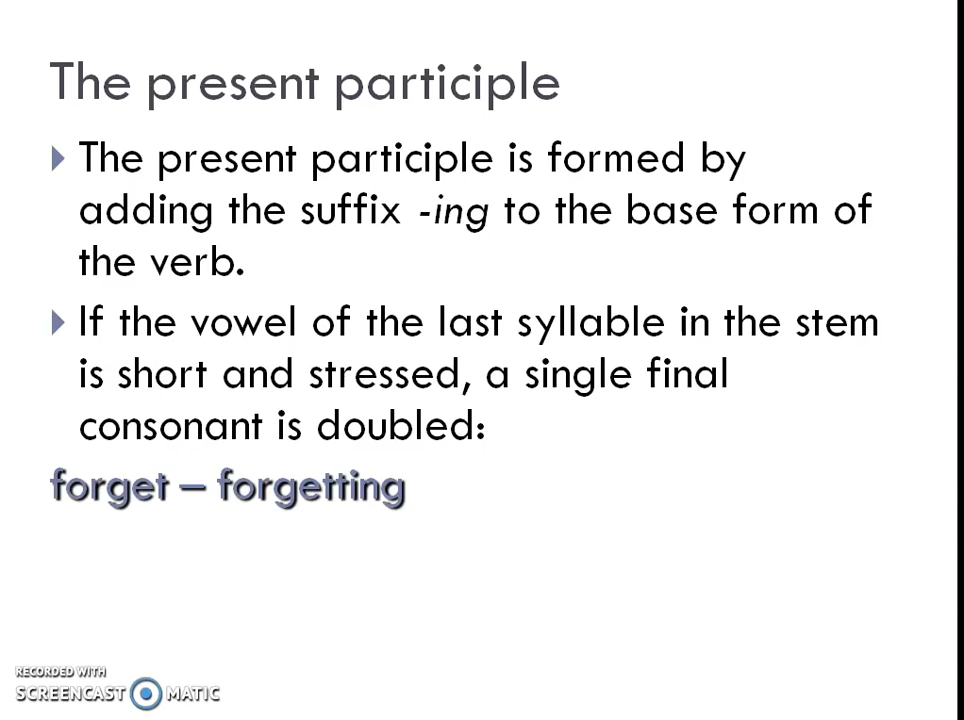 The present participle
The present participle is formed by
adding the suffix -ing to the base form of
the verb.
If the vowel of the last syllable in the stem
is short and stressed, a single final
consonant is doubled:
forget – forgetting
RECORDED WITH
SCREENCAST MATIC